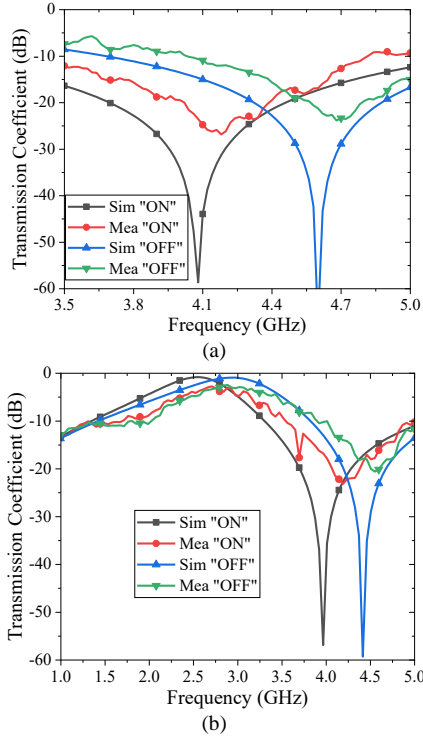 0
-10
-20
-30
-40
-50
-60
Transmission Coefficient (dB)
Sim "ON"
Mea "ON"
Sim "OFF"
Mea "OFF"
3.5 3.8 4.1 4.4 4.7 5.0
Frequency (GHz)
(a)
0
-10
-20
-30
-40
-50
-60
Transmission Coefficient (dB)
Sim "ON"
Mea "ON"
Sim "OFF"
Mea "OFF"
1.0 1.5 2.0 2.5 3.0 3.5 4.0 4.5 5.0
Frequency (GHz)
(b)